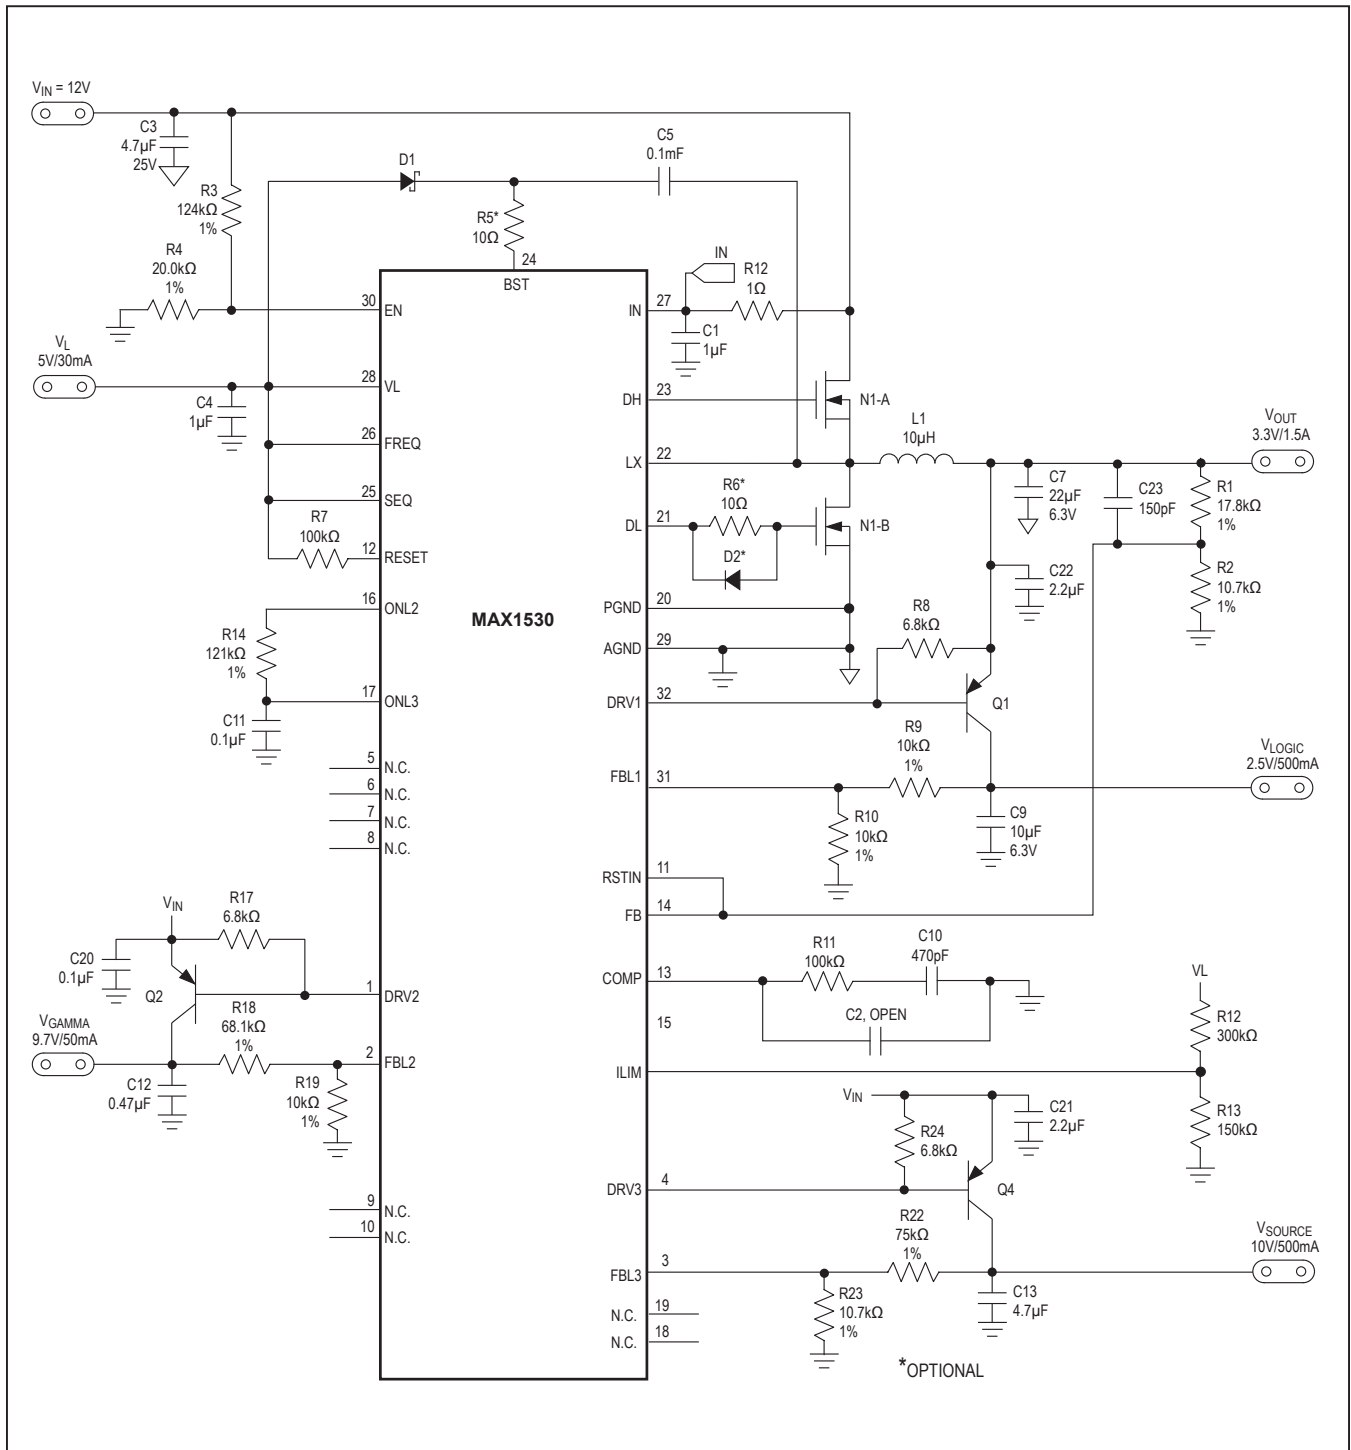 V_IN = 12V
C3
4.7µF
25V
R3
124kΩ
1%
R4
20.0kΩ
1%
D1
C5
0.1mF
R5*
10Ω
24
BST
IN
R12
1Ω
27
IN
C1
1µF
30
EN
V_L
5V/30mA
28
VL
C4
1µF
26
FREQ
25
SEQ
R7
100kΩ
12
RESET
23
DH
N1-A
L1
10µH
22
LX
V_OUT
3.3V/1.5A
C7
22µF
6.3V
C23
150pF
R1
17.8kΩ
1%
R6*
10Ω
21
DL
D2*
N1-B
R2
10.7kΩ
1%
C22
2.2µF
16
ONL2
MAX1530
20
PGND
R8
6.8kΩ
R14
121kΩ
1%
29
AGND
17
ONL3
32
DRV1
Q1
C11
0.1µF
R9
10kΩ
1%
V_LOGIC
2.5V/500mA
5
N.C.
6
N.C.
7
N.C.
8
N.C.
31
FBL1
R10
10kΩ
1%
C9
10µF
6.3V
11
RSTIN
14
FB
V_IN
R17
6.8kΩ
C20
0.1µF
Q2
1
DRV2
R11
100kΩ
C10
470pF
13
COMP
C2, OPEN
15
ILIM
VL
R12
300kΩ
R13
150kΩ
V_GAMMA
9.7V/50mA
R18
68.1kΩ
1%
2
FBL2
C12
0.47µF
R19
10kΩ
1%
V_IN
R24
6.8kΩ
C21
2.2µF
4
DRV3
Q4
9
N.C.
10
N.C.
R22
75kΩ
1%
V_SOURCE
10V/500mA
3
FBL3
R23
10.7kΩ
1%
C13
4.7µF
19
N.C.
18
N.C.
*OPTIONAL